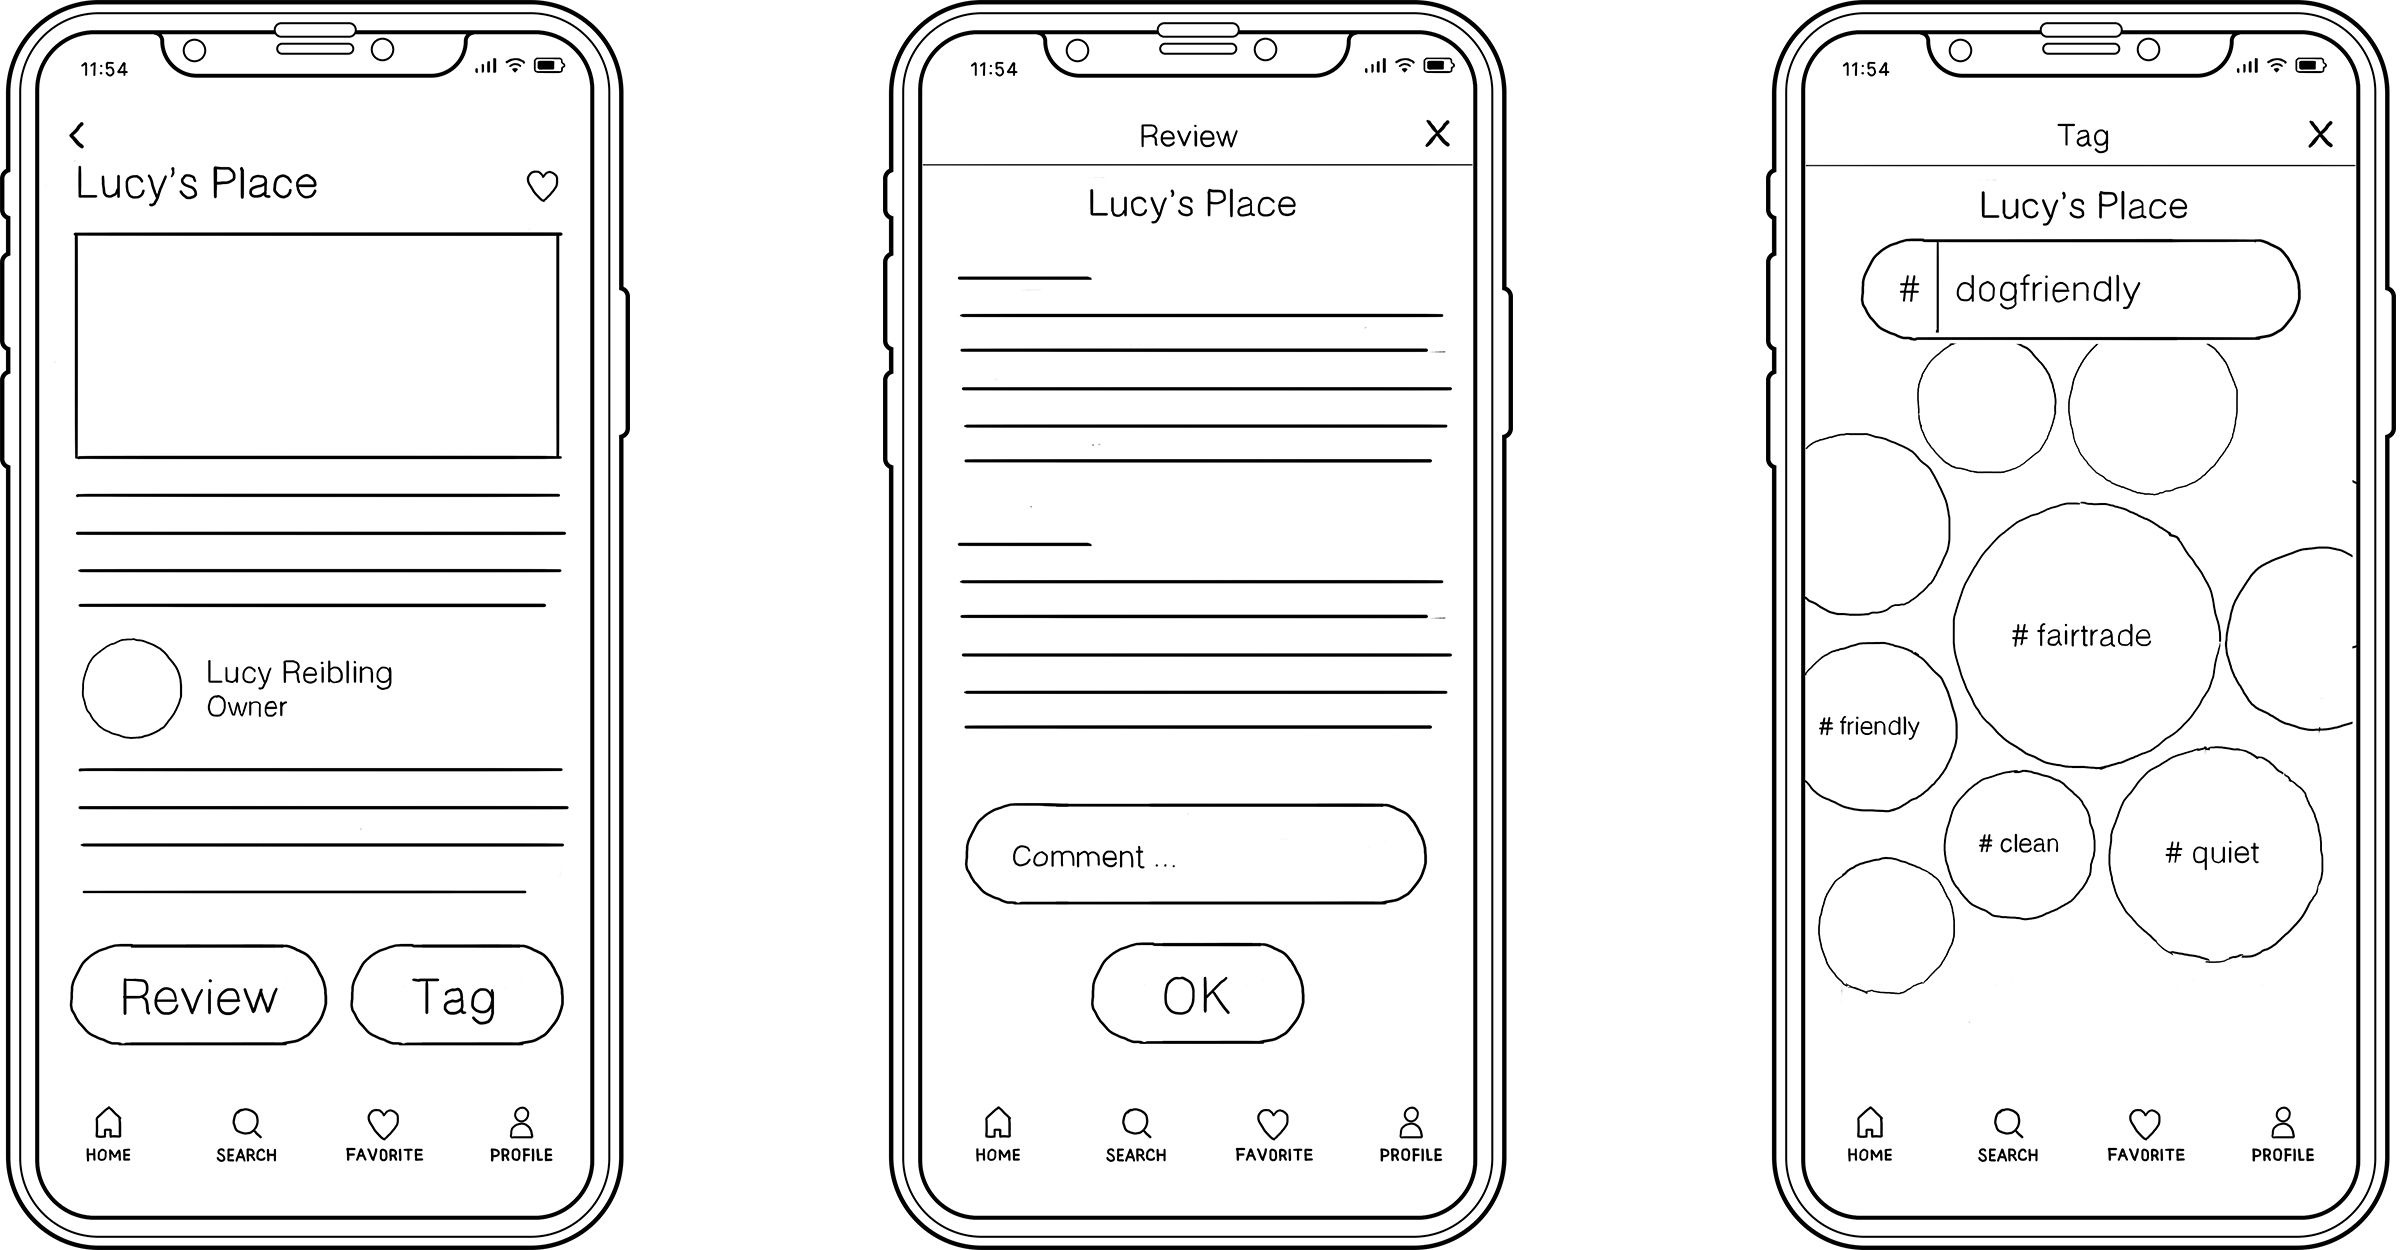 11:54
Lucy's Place
Lucy Reibling
Owner
Review
Tag
HOME
SEARCH
FAVORITE
PROFILE
11:54
Review
X
Lucy's Place
Comment ...
OK
HOME
SEARCH
FAVORITE
PROFILE
11:54
Tag
X
Lucy's Place
# dogfriendly
# fairtrade
# friendly
# clean
# quiet
HOME
SEARCH
FAVORITE
PROFILE